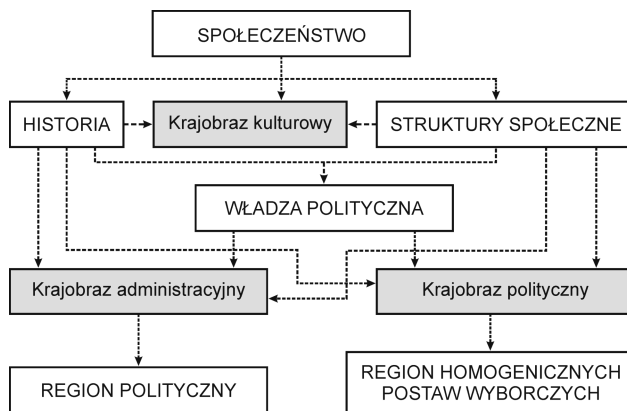 SPOŁECZEŃSTWO
HISTORIA
Krajobraz kulturowy
STRUKTURY SPOŁECZNE
WŁADZA POLITYCZNA
Krajobraz administracyjny
Krajobraz polityczny
REGION POLITYCZNY
REGION HOMOGENICZNYCH
POSTAW WYBORCZYCH